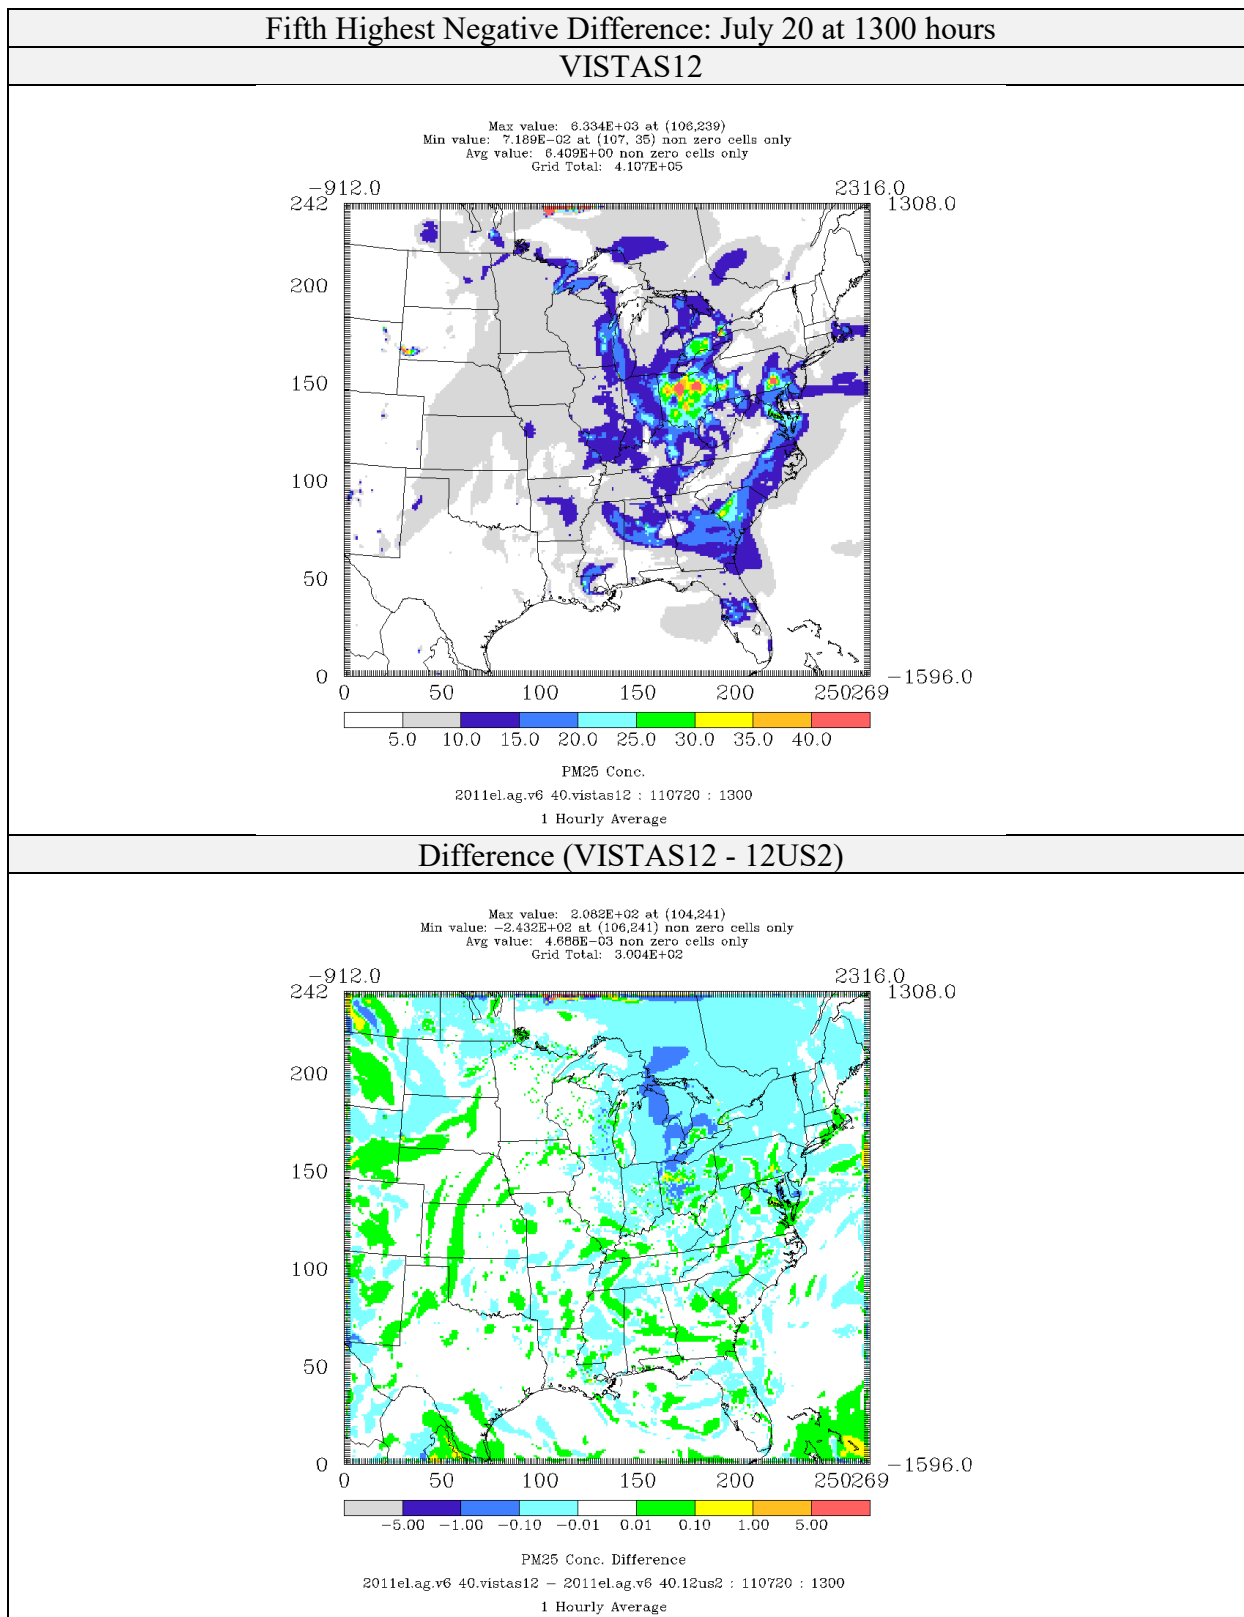 Fifth Highest Negative Difference: July 20 at 1300 hours
VISTAS12
Max value: 6.334E+03 at (106,239)
Min value: 7.189E-02 at (107, 35) non zero cells only
Avg value: 6.409E+00 non zero cells only
Grid Total: 4.107E+05
-912.0 2316.0
242 1308.0
200
150
100
50
0 -1596.0
0 50 100 150 200 250269
5.0 10.0 15.0 20.0 25.0 30.0 35.0 40.0
PM25 Conc.
2011el.ag.v6 40.vistas12 : 110720 : 1300
1 Hourly Average
Difference (VISTAS12 - 12US2)
Max value: 2.082E+02 at (104,241)
Min value: -2.432E+02 at (106,241) non zero cells only
Avg value: 4.686E-03 non zero cells only
Grid Total: 3.004E+02
-912.0 2316.0
242 1308.0
200
150
100
50
0 -1596.0
0 50 100 150 200 250269
-5.00 -1.00 -0.10 -0.01 0.01 0.10 1.00 5.00
PM25 Conc. Difference
2011el.ag.v6 40.vistas12 - 2011el.ag.v6 40.12us2 : 110720 : 1300
1 Hourly Average